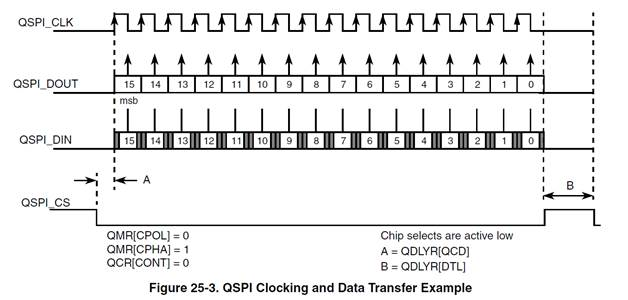 QSPI_CLK
QSPI_DOUT
15 14 13 12 11 10 9 8 7 6 5 4 3 2 1 0
msb
QSPI_DIN
15 14 13 12 11 10 9 8 7 6 5 4 3 2 1 0
A
B
QSPI_CS
QMR[CPOL] = 0
QMR[CPHA] = 1
QCR[CONT] = 0
Chip selects are active low
A = QDLYR[QCD]
B = QDLYR[DTL]
Figure 25-3. QSPI Clocking and Data Transfer Example